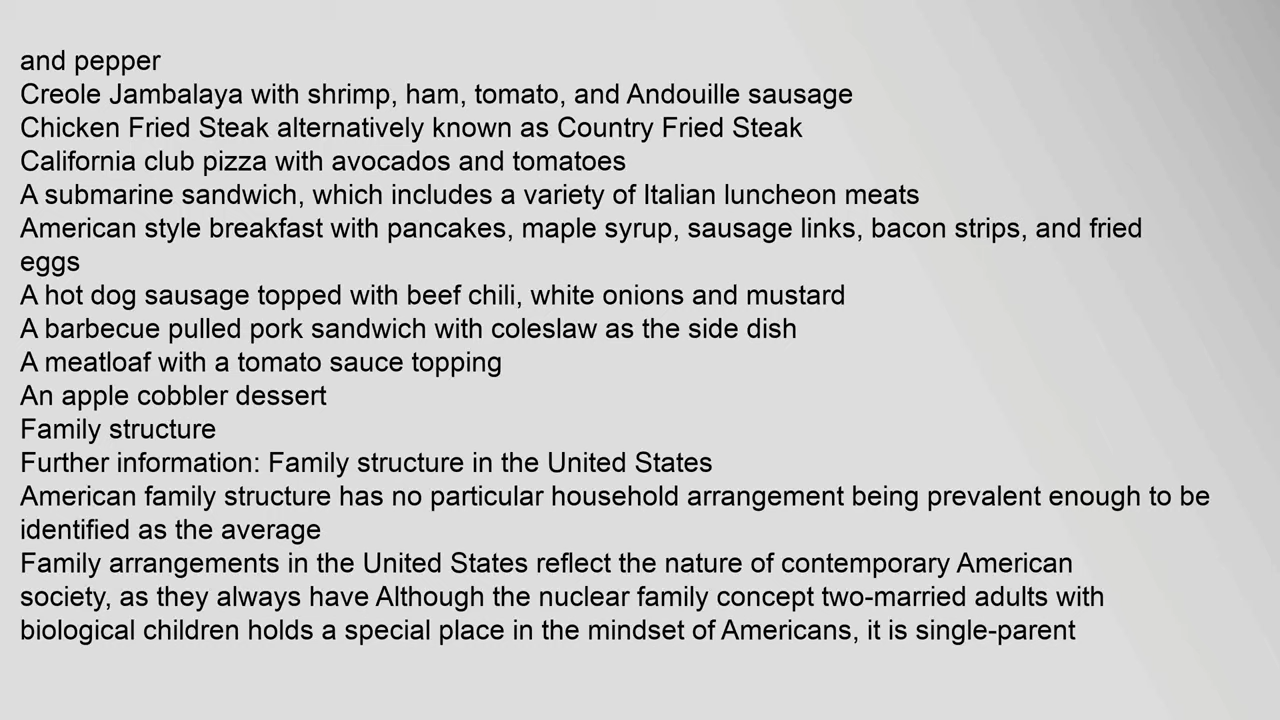 and pepper
Creole Jambalaya with shrimp, ham, tomato, and Andouille sausage
Chicken Fried Steak alternatively known as Country Fried Steak
California club pizza with avocados and tomatoes
A submarine sandwich, which includes a variety of Italian luncheon meats
American style breakfast with pancakes, maple syrup, sausage links, bacon strips, and fried
eggs
A hot dog sausage topped with beef chili, white onions and mustard
A barbecue pulled pork sandwich with coleslaw as the side dish
A meatloaf with a tomato sauce topping
An apple cobbler dessert
Family structure
Further information: Family structure in the United States
American family structure has no particular household arrangement being prevalent enough to be
identified as the average
Family arrangements in the United States reflect the nature of contemporary American
society, as they always have Although the nuclear family concept two-married adults with
biological children holds a special place in the mindset of Americans, it is single-parent